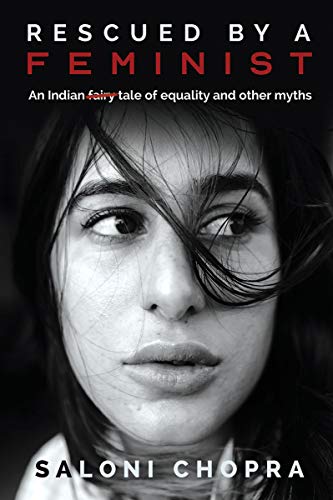 RESCUED BY A
FEMINIST
An Indian fairy tale of equality and other myths
SALONI CHOPRA